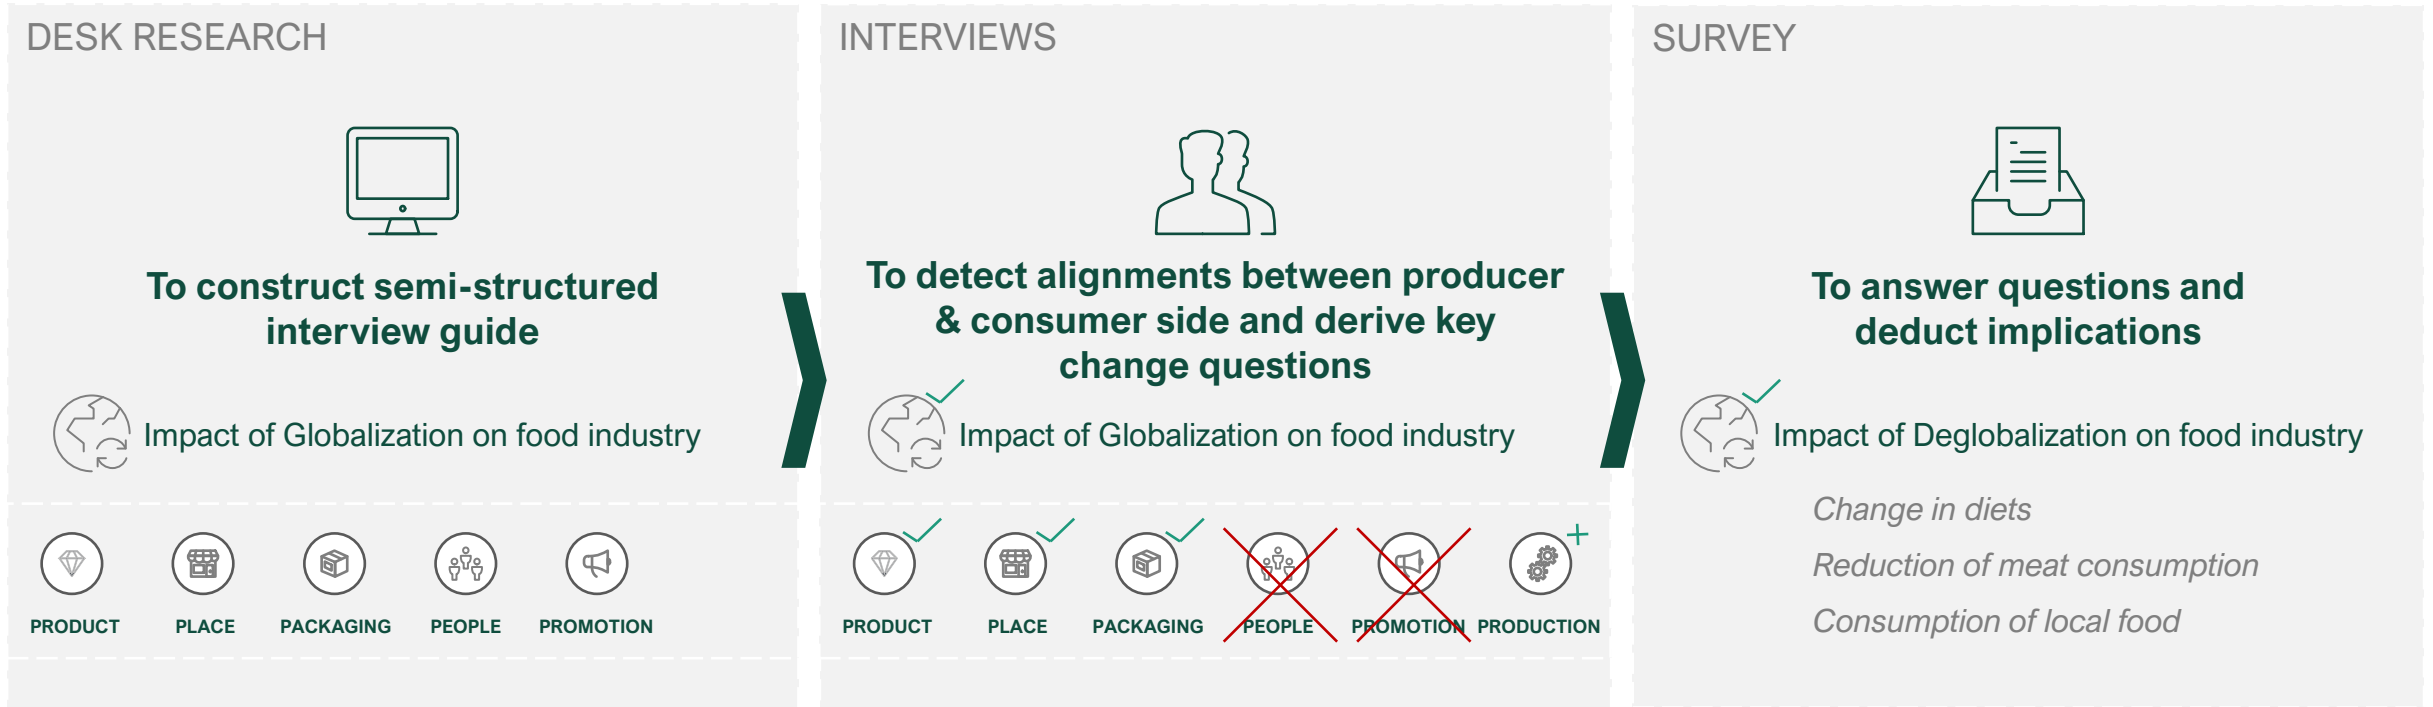 DESK RESEARCH
To construct semi-structured
interview guide
Impact of Globalization on food industry
PRODUCT
PLACE
PACKAGING
PEOPLE
PROMOTION
INTERVIEWS
To detect alignments between producer
& consumer side and derive key
change questions
Impact of Globalization on food industry
PRODUCT
PLACE
PACKAGING
PEOPLE
PROMOTION
PRODUCTION
SURVEY
To answer questions and
deduct implications
Impact of Deglobalization on food industry
Change in diets
Reduction of meat consumption
Consumption of local food